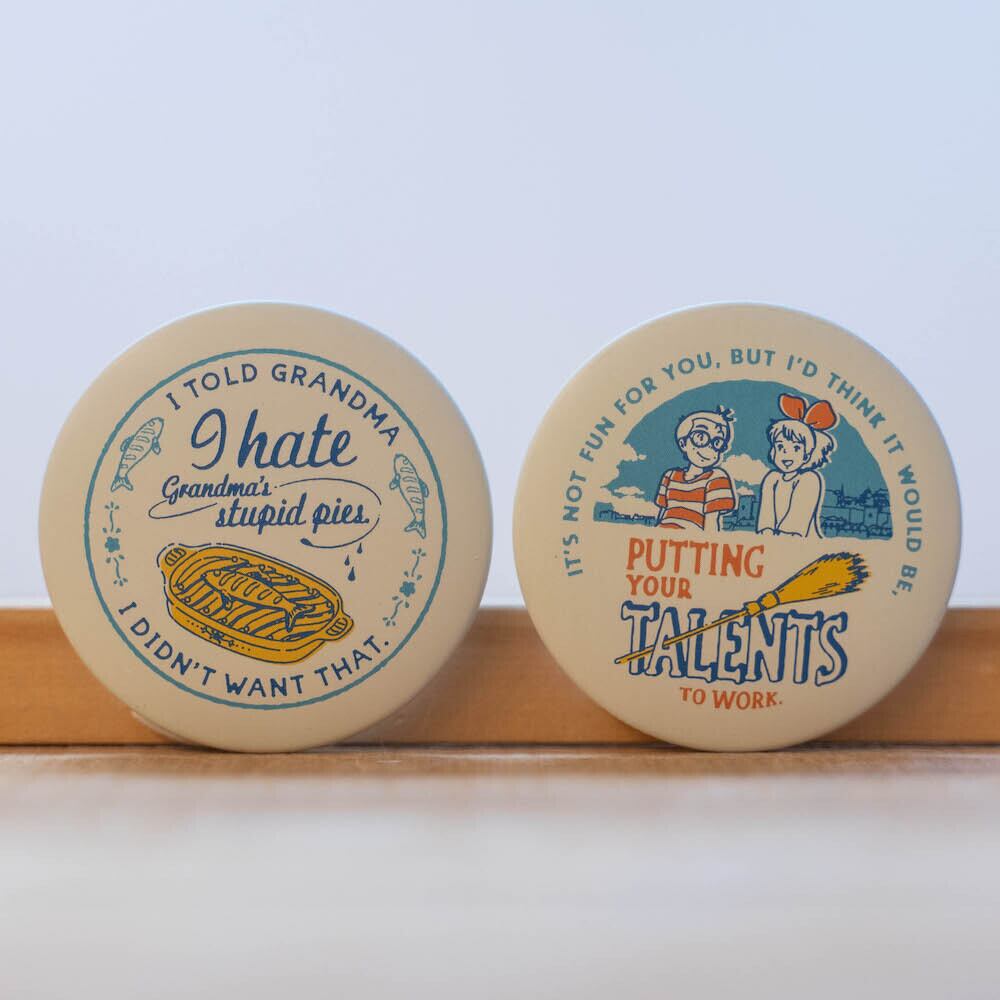 I TOLD GRANDMA
I hate
Grandma's
stupid pies.
I DIDN'T WANT THAT.
IT'S NOT FUN FOR YOU, BUT I'D THINK IT WOULD BE,
PUTTING
YOUR
TALENTS
TO WORK.